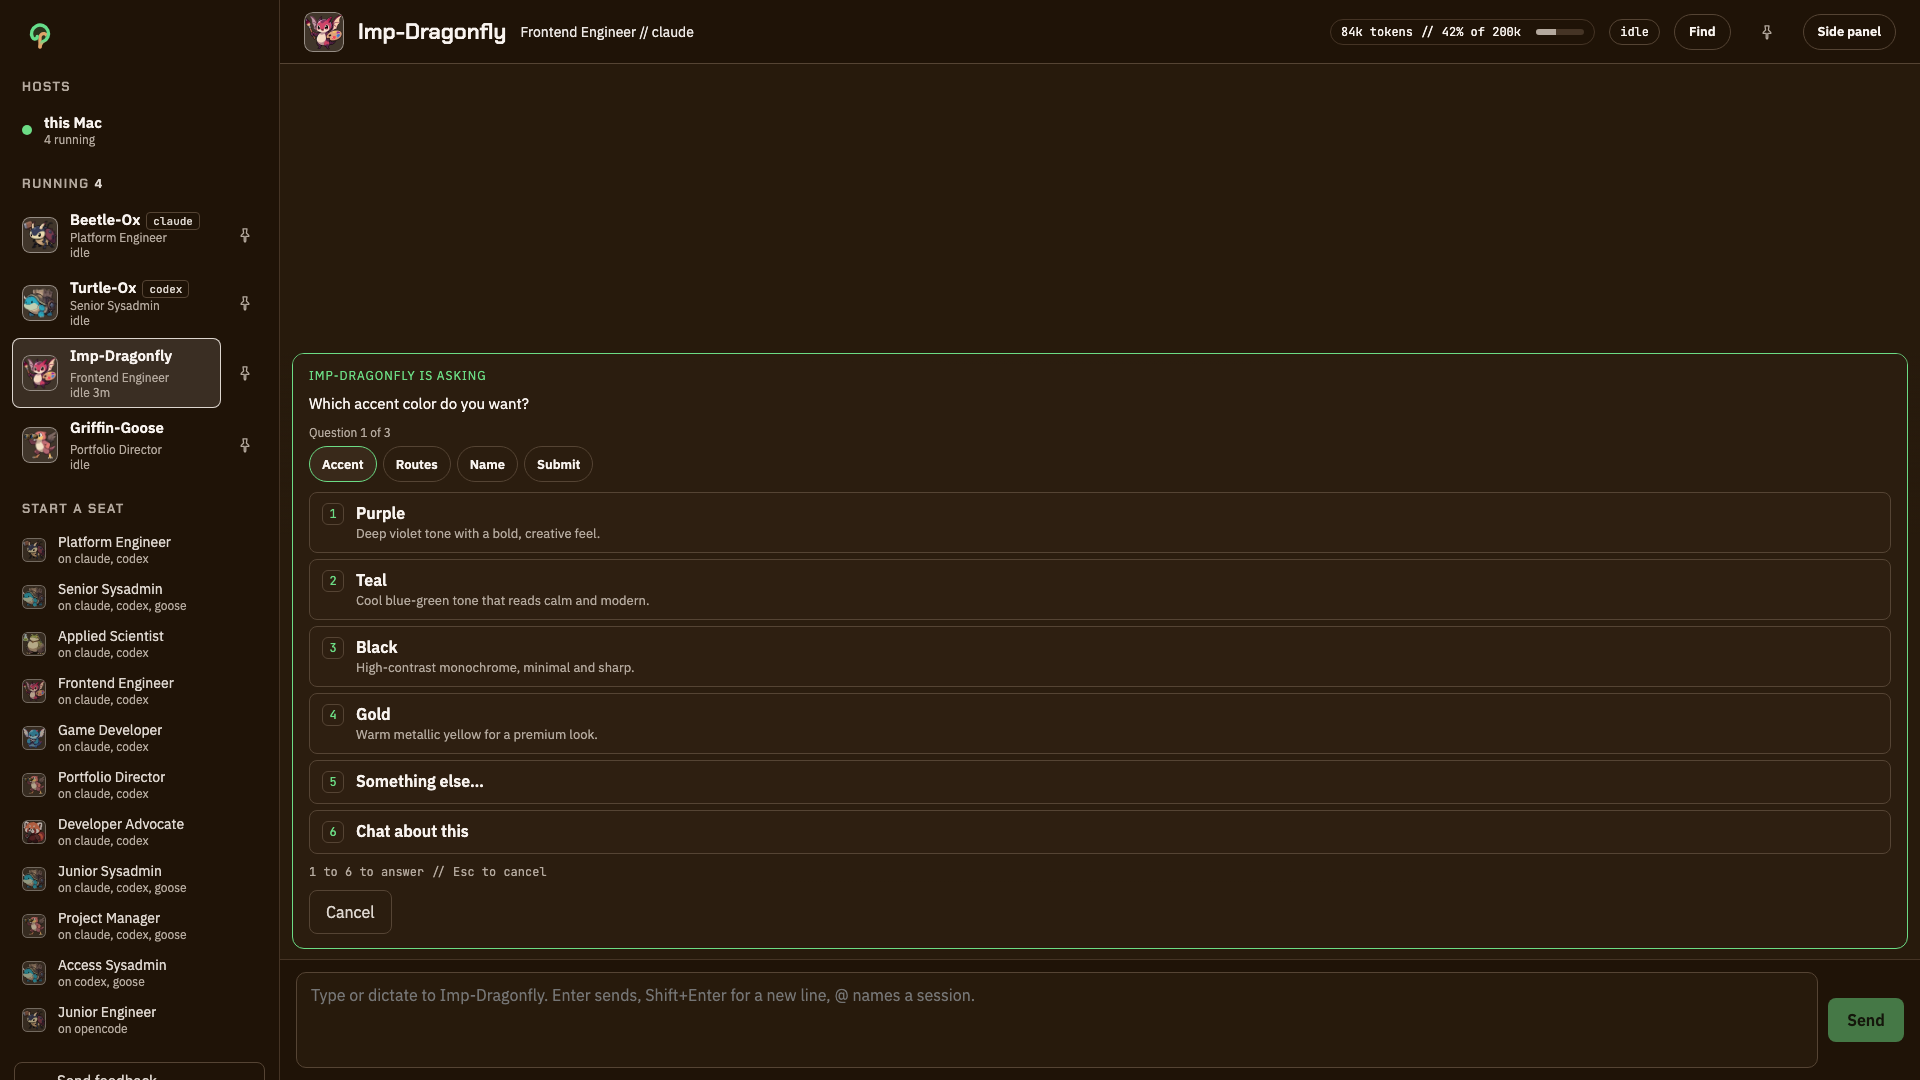 HOSTS
this Mac
4 running
RUNNING 4
Beetle-Ox claude
Platform Engineer
idle
Turtle-Ox codex
Senior Sysadmin
idle
Imp-Dragonfly
Frontend Engineer
idle 3m
Griffin-Goose
Portfolio Director
idle
START A SEAT
Platform Engineer
on claude, codex
Senior Sysadmin
on claude, codex, goose
Applied Scientist
on claude, codex
Frontend Engineer
on claude, codex
Game Developer
on claude, codex
Portfolio Director
on claude, codex
Developer Advocate
on claude, codex
Junior Sysadmin
on claude, codex, goose
Project Manager
on claude, codex, goose
Access Sysadmin
on codex, goose
Junior Engineer
on opencode
Send feedback
Imp-Dragonfly Frontend Engineer // claude
84k tokens // 42% of 200k
idle
Find
Side panel
IMP-DRAGONFLY IS ASKING
Which accent color do you want?
Question 1 of 3
Accent Routes Name Submit
1 Purple
Deep violet tone with a bold, creative feel.
2 Teal
Cool blue-green tone that reads calm and modern.
3 Black
High-contrast monochrome, minimal and sharp.
4 Gold
Warm metallic yellow for a premium look.
5 Something else...
6 Chat about this
1 to 6 to answer // Esc to cancel
Cancel
Type or dictate to Imp-Dragonfly. Enter sends, Shift+Enter for a new line, @ names a session.
Send